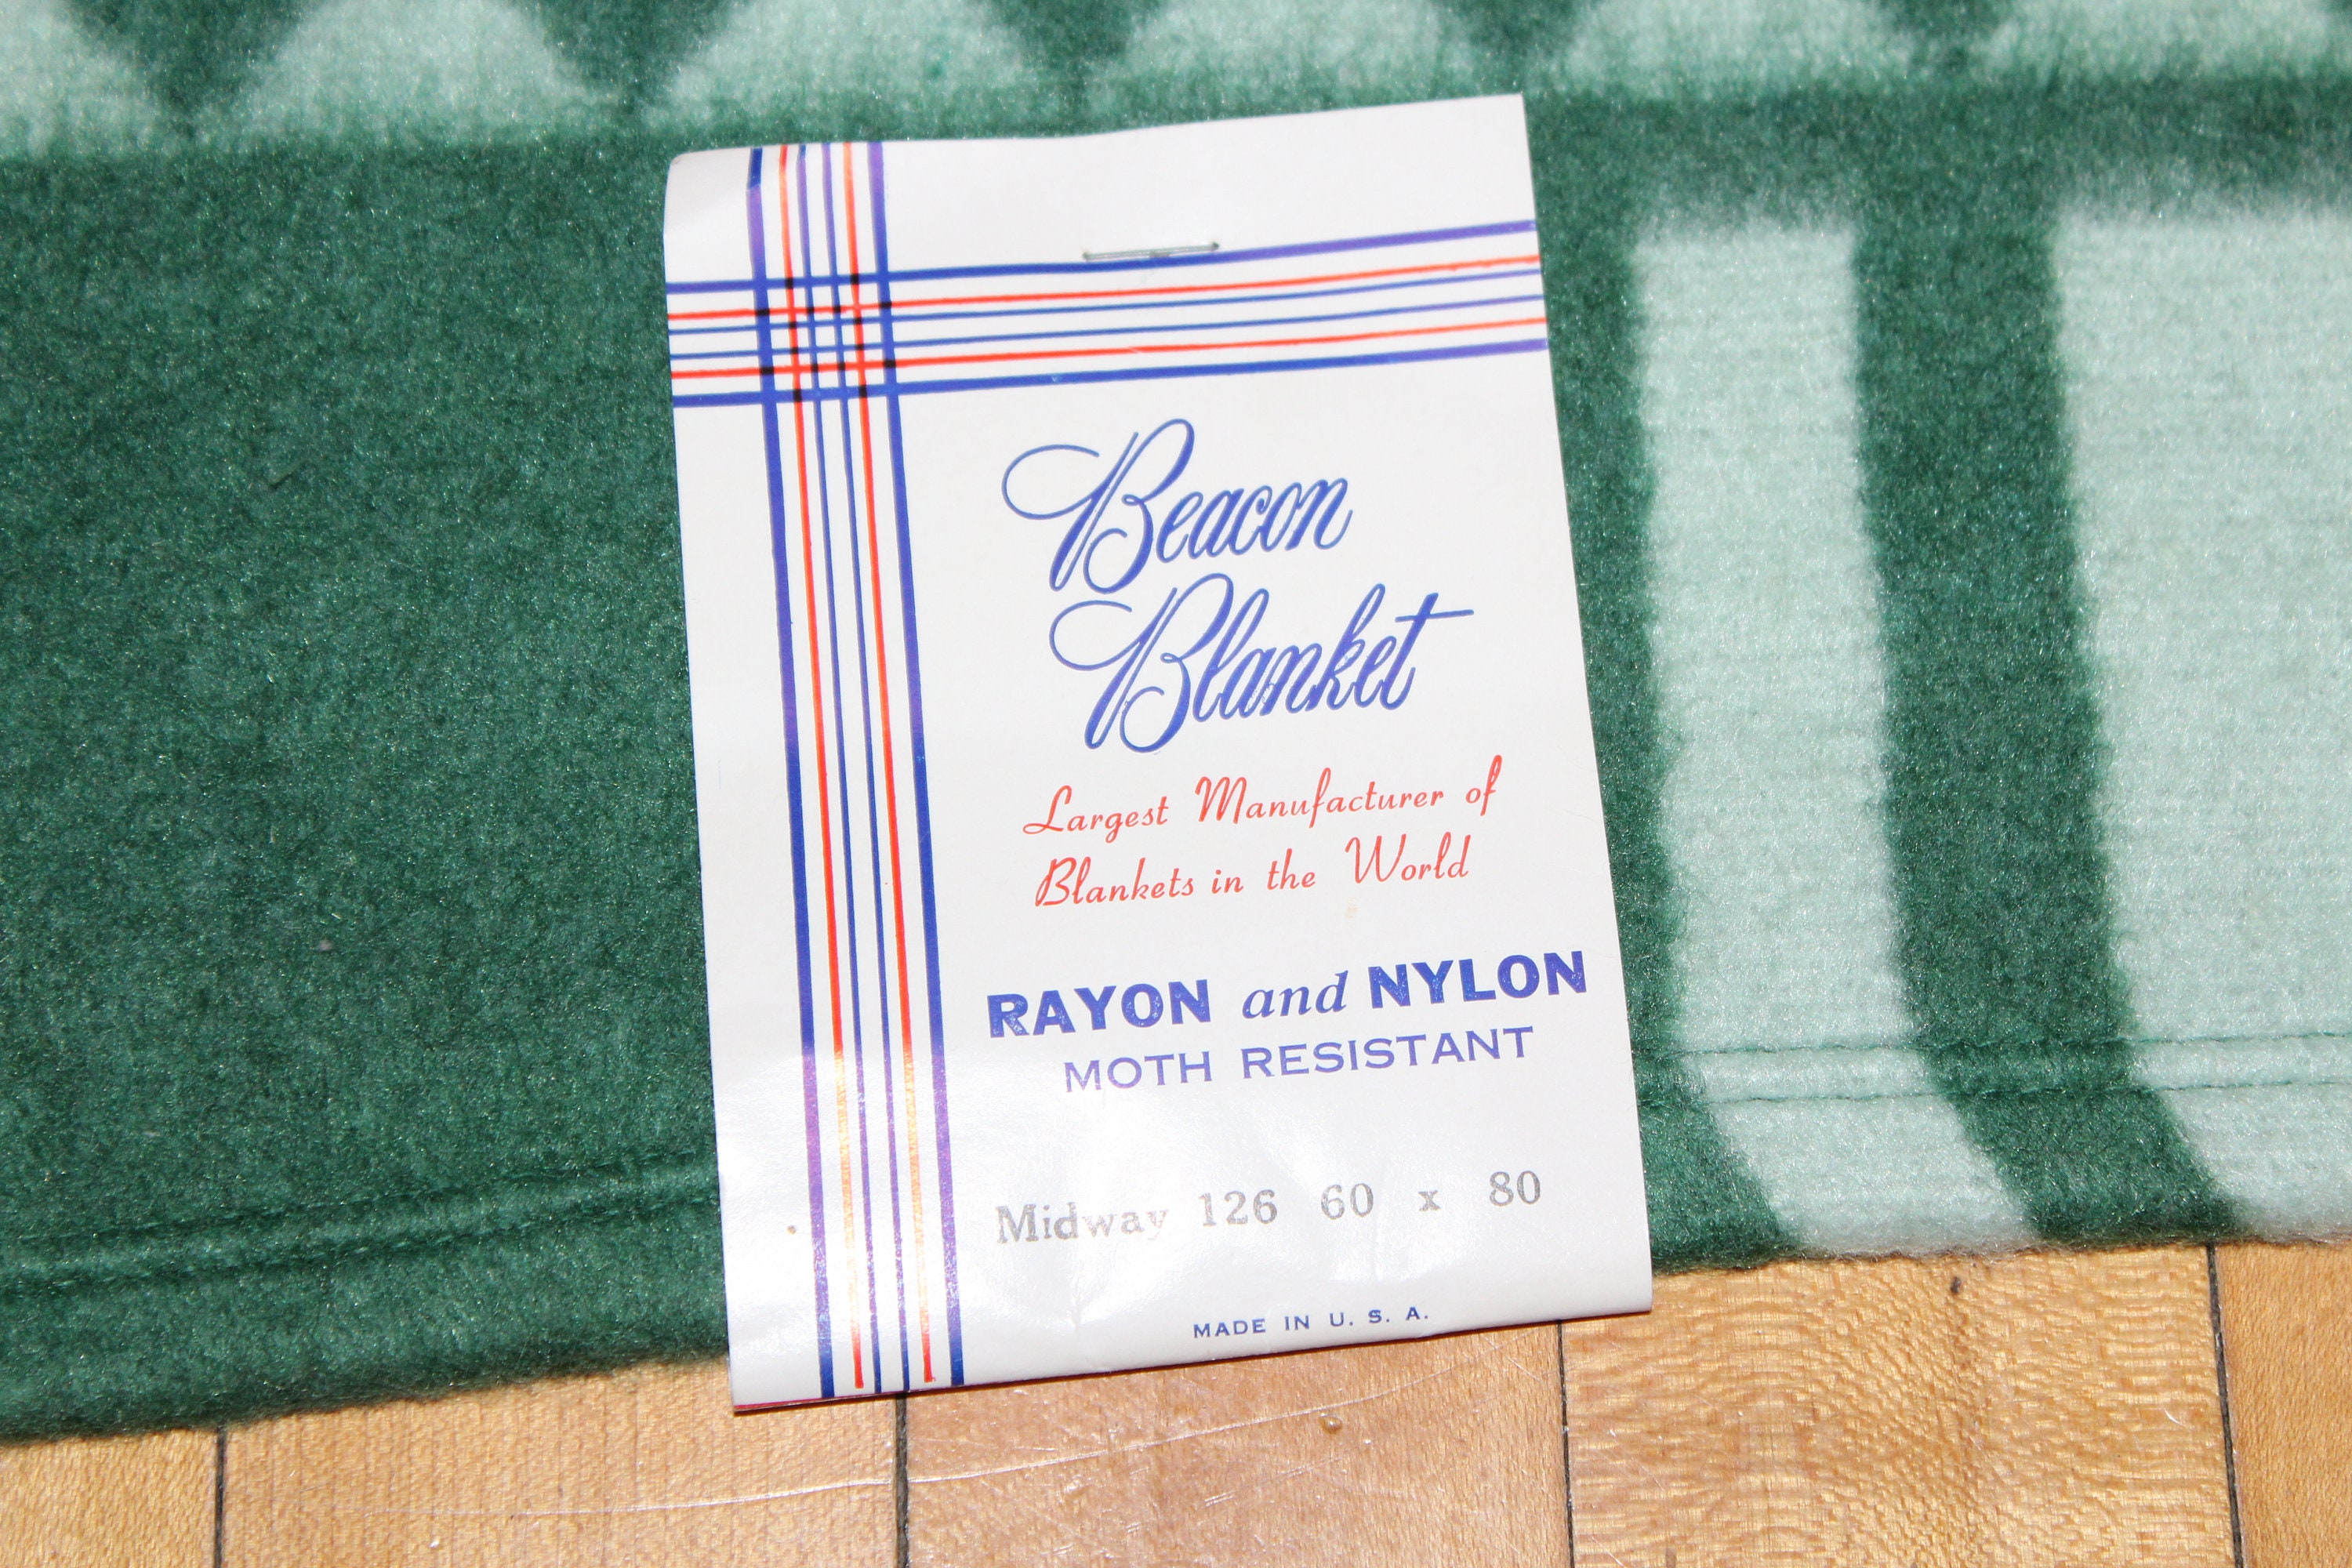 Beacon
Blanket
Largest Manufacturer of
Blankets in the World
RAYON and NYLON
MOTH RESISTANT
Midway 126 60 x 80
MADE IN U. S. A.